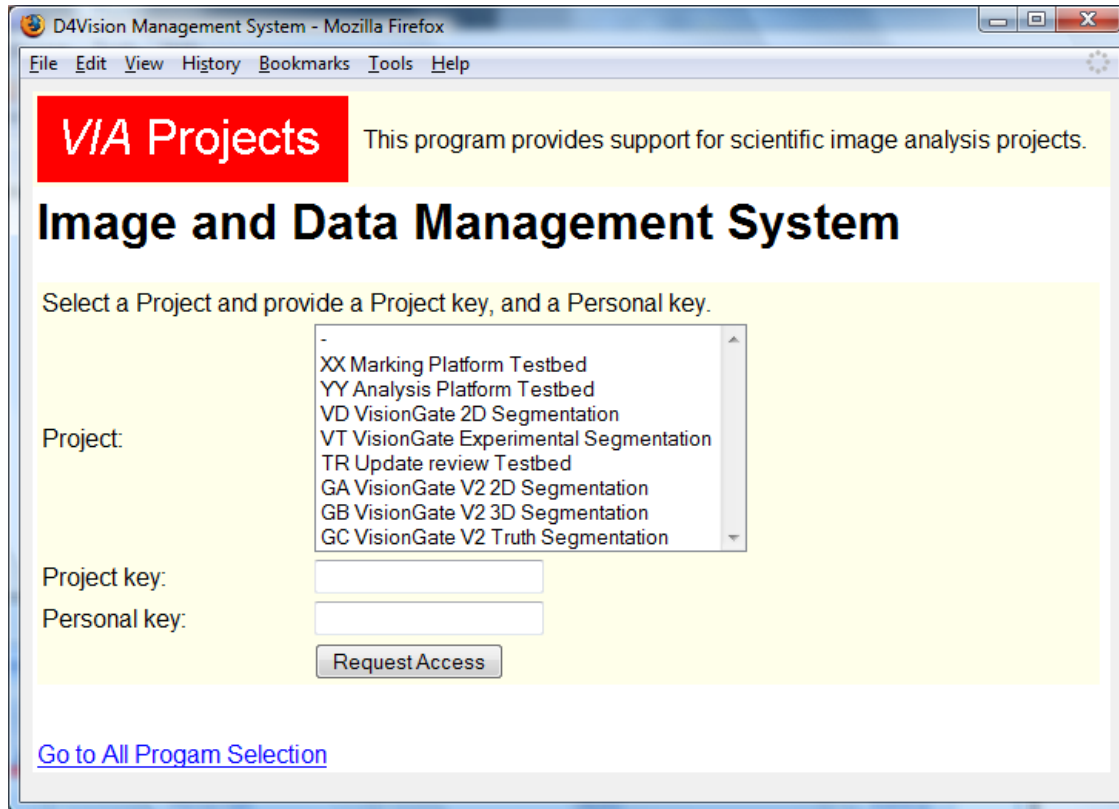 D4Vision Management System - Mozilla Firefox
File Edit View History Bookmarks Tools Help
VIA Projects
This program provides support for scientific image analysis projects.
Image and Data Management System
Select a Project and provide a Project key, and a Personal key.
Project:
-
XX Marking Platform Testbed
YY Analysis Platform Testbed
VD VisionGate 2D Segmentation
VT VisionGate Experimental Segmentation
TR Update review Testbed
GA VisionGate V2 2D Segmentation
GB VisionGate V2 3D Segmentation
GC VisionGate V2 Truth Segmentation
Project key:
Personal key:
Request Access
Go to All Progam Selection